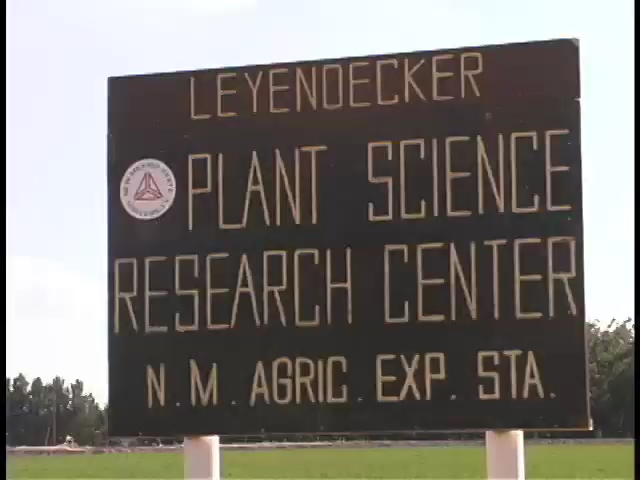 LEYENDECKER
PLANT SCIENCE
RESEARCH CENTER
N.M. AGRIC. EXP. STA.